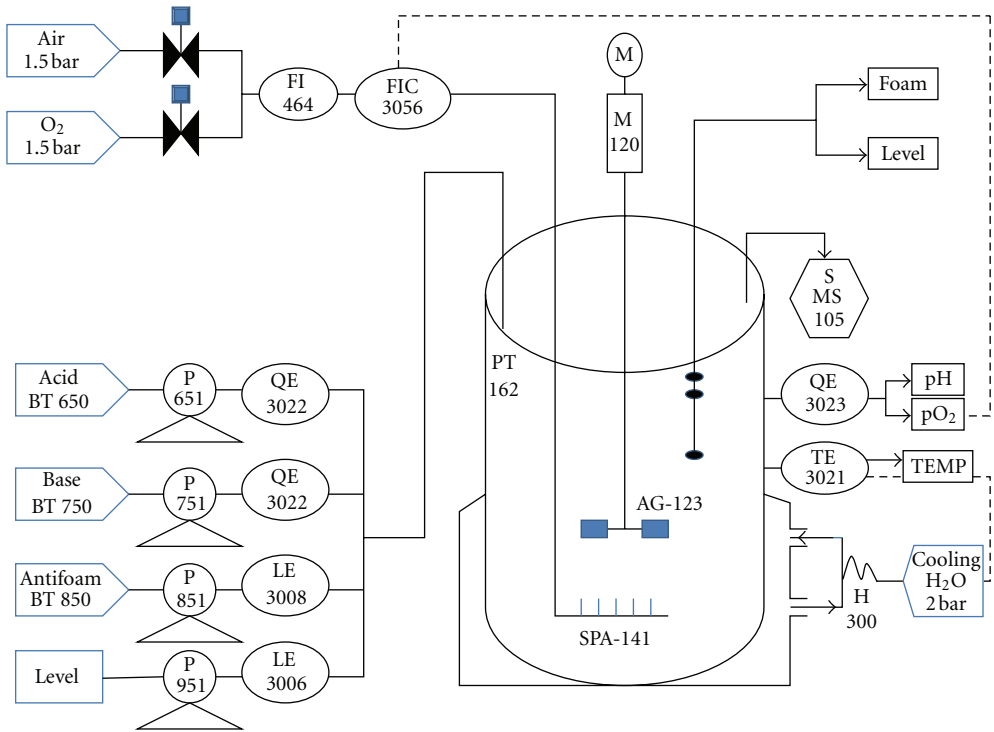 Air
1.5 bar
O₂
1.5 bar
FI
464
FIC
3056
M
M
120
Foam
Level
S
MS
105
PT
162
Acid
BT 650
P
651
QE
3022
QE
3023
pH
pO₂
Base
BT 750
P
751
QE
3022
TE
3021
TEMP
AG-123
Antifoam
BT 850
P
851
LE
3008
Cooling
H₂O
2 bar
H
300
SPA-141
Level
P
951
LE
3006